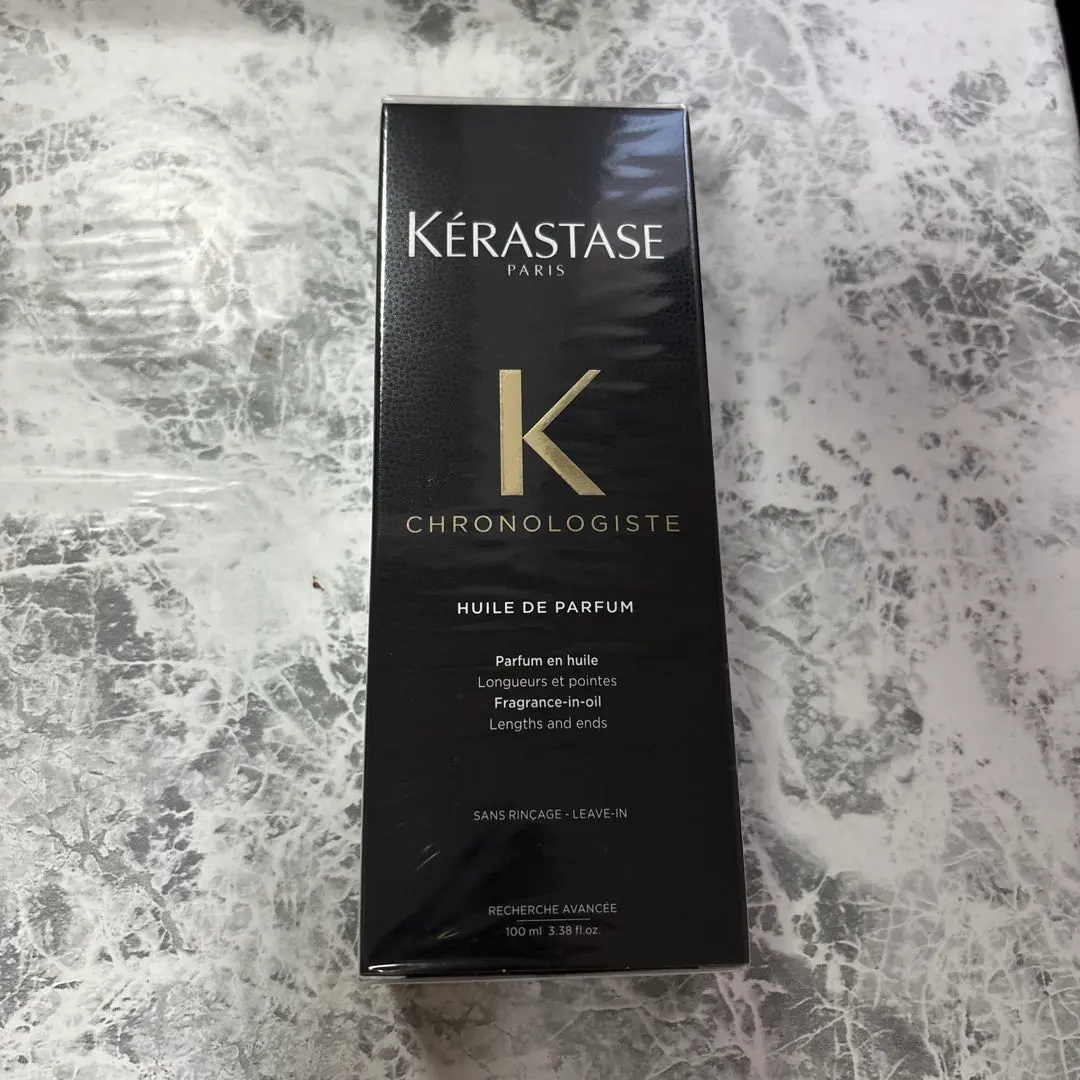 KÉRASTASE
PARIS
K
CHRONOLOGISTE
HUILE DE PARFUM
Parfum en huile
Longueurs et pointes
Fragrance-in-oil
Lengths and ends
SANS RINÇAGE - LEAVE-IN
RECHERCHE AVANCÉE
100 ml 3.38 fl.oz.